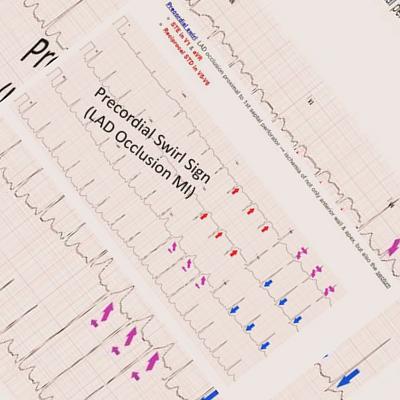 Precordial swirl: LAD occlusion proximal to 1st septal perforator → ischemia of not only anterior wall & apex, but also the septum
STE in V1 & aVR
Reciprocal STD in V5-V6
Precordial Swirl Sign
(LAD Occlusion MI)